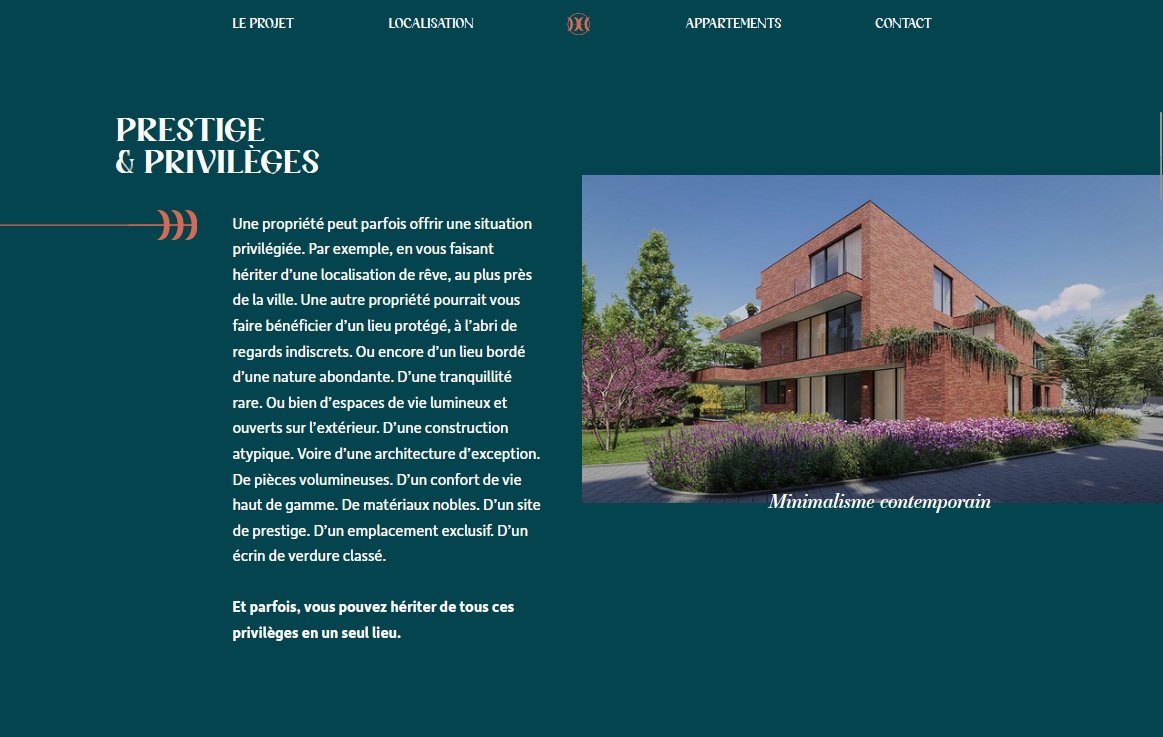 LE PROJET
LOCALISATION
APPARTEMENTS
CONTACT
PRESTIGE
& PRIVILÈGES
Une propriété peut parfois offrir une situation
privilégiée. Par exemple, en vous faisant
hériter d’une localisation de rêve, au plus près
de la ville. Une autre propriété pourrait vous
faire bénéficier d’un lieu protégé, à l’abri de
regards indiscrets. Ou encore d’un lieu bordé
d’une nature abondante. D’une tranquillité
rare. Ou bien d’espaces de vie lumineux et
ouverts sur l’extérieur. D’une construction
atypique. Voire d’une architecture d’exception.
De pièces volumineuses. D’un confort de vie
haut de gamme. De matériaux nobles. D’un site
de prestige. D’un emplacement exclusif. D’un
écrin de verdure classé.
Et parfois, vous pouvez hériter de tous ces
privilèges en un seul lieu.
Minimalisme contemporain